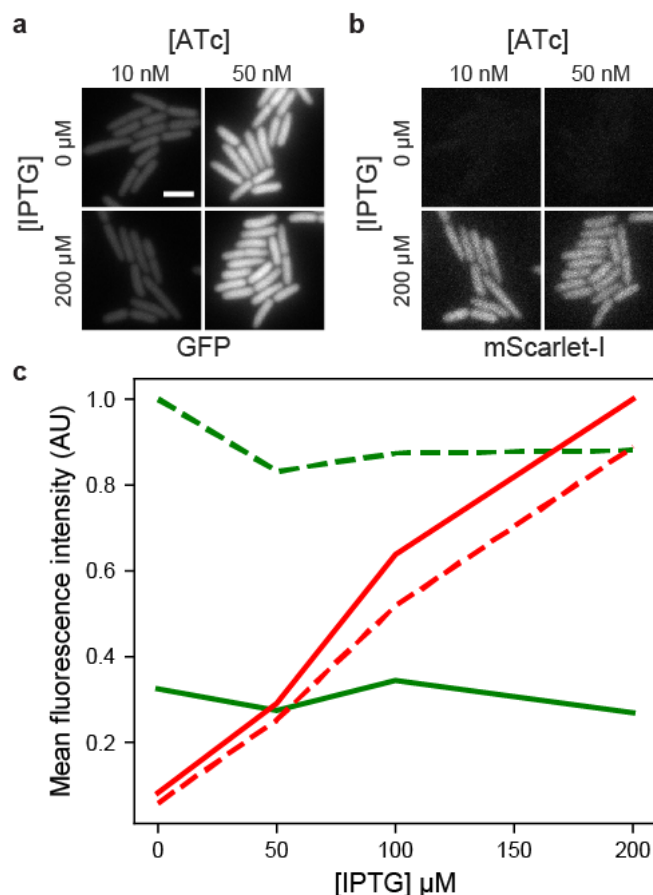 a
[ATc]
10 nM 50 nM
[IPTG]
0 µM
200 µM
GFP
b
[ATc]
10 nM 50 nM
[IPTG]
0 µM
200 µM
mScarlet-I
c
Mean fluorescence intensity (AU)
1.0
0.8
0.6
0.4
0.2
0 50 100 150 200
[IPTG] µM